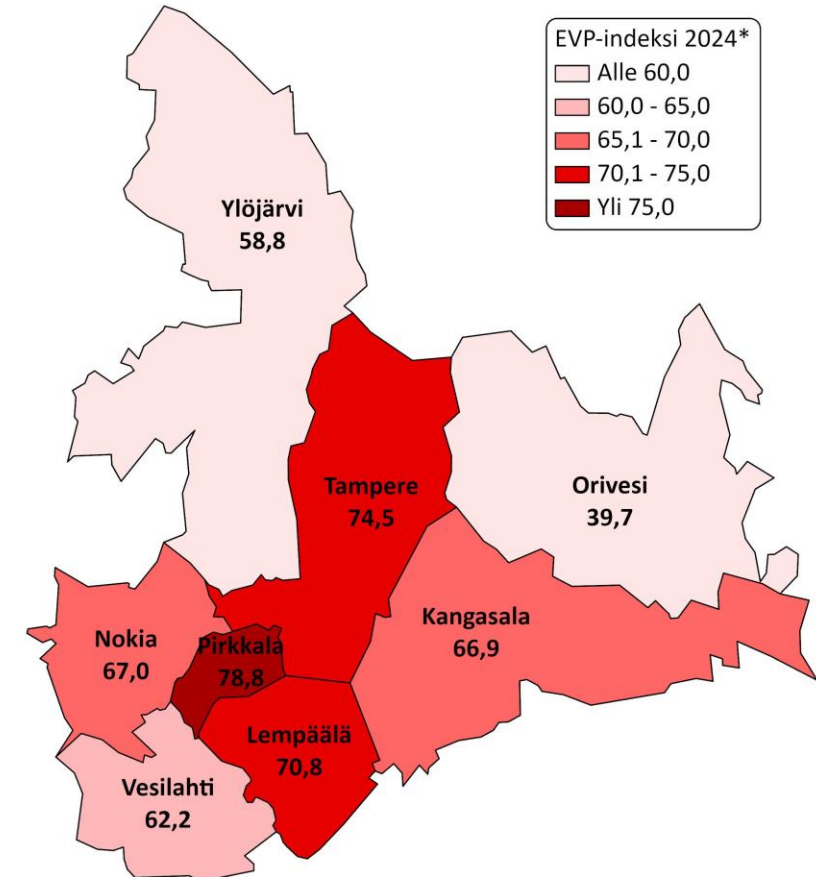 EVP-indeksi 2024*
Alle 60,0
60,0 - 65,0
65,1 - 70,0
70,1 - 75,0
Yli 75,0
Ylöjärvi
58,8
Tampere
74,5
Orivesi
39,7
Kangasala
66,9
Nokia
67,0
Pirkkala
78,8
Lempäälä
70,8
Vesilahti
62,2